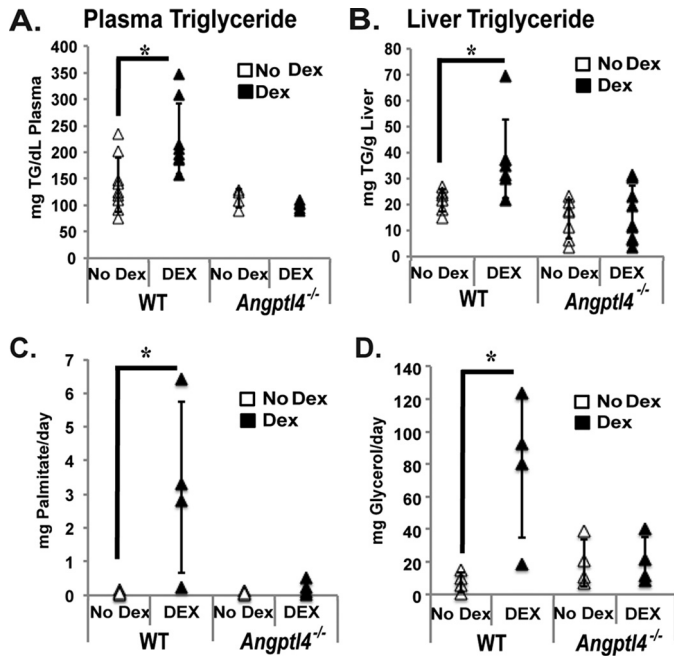 A. Plasma Triglyceride
mg TG/dL Plasma
400
350
300
250
200
150
100
50
0
*
No Dex
Dex
No Dex DEX No Dex DEX
WT Angptl4-/-
B. Liver Triglyceride
mg TG/g Liver
80
70
60
50
40
30
20
10
0
*
No Dex
Dex
No Dex DEX No Dex DEX
WT Angptl4-/-
C.
mg Palmitate/day
7
6
5
4
3
2
1
0
*
No Dex
Dex
No Dex DEX No Dex DEX
WT Angptl4-/-
D.
mg Glycerol/day
140
120
100
80
60
40
20
0
*
No Dex
Dex
No Dex DEX No Dex DEX
WT Angptl4-/-